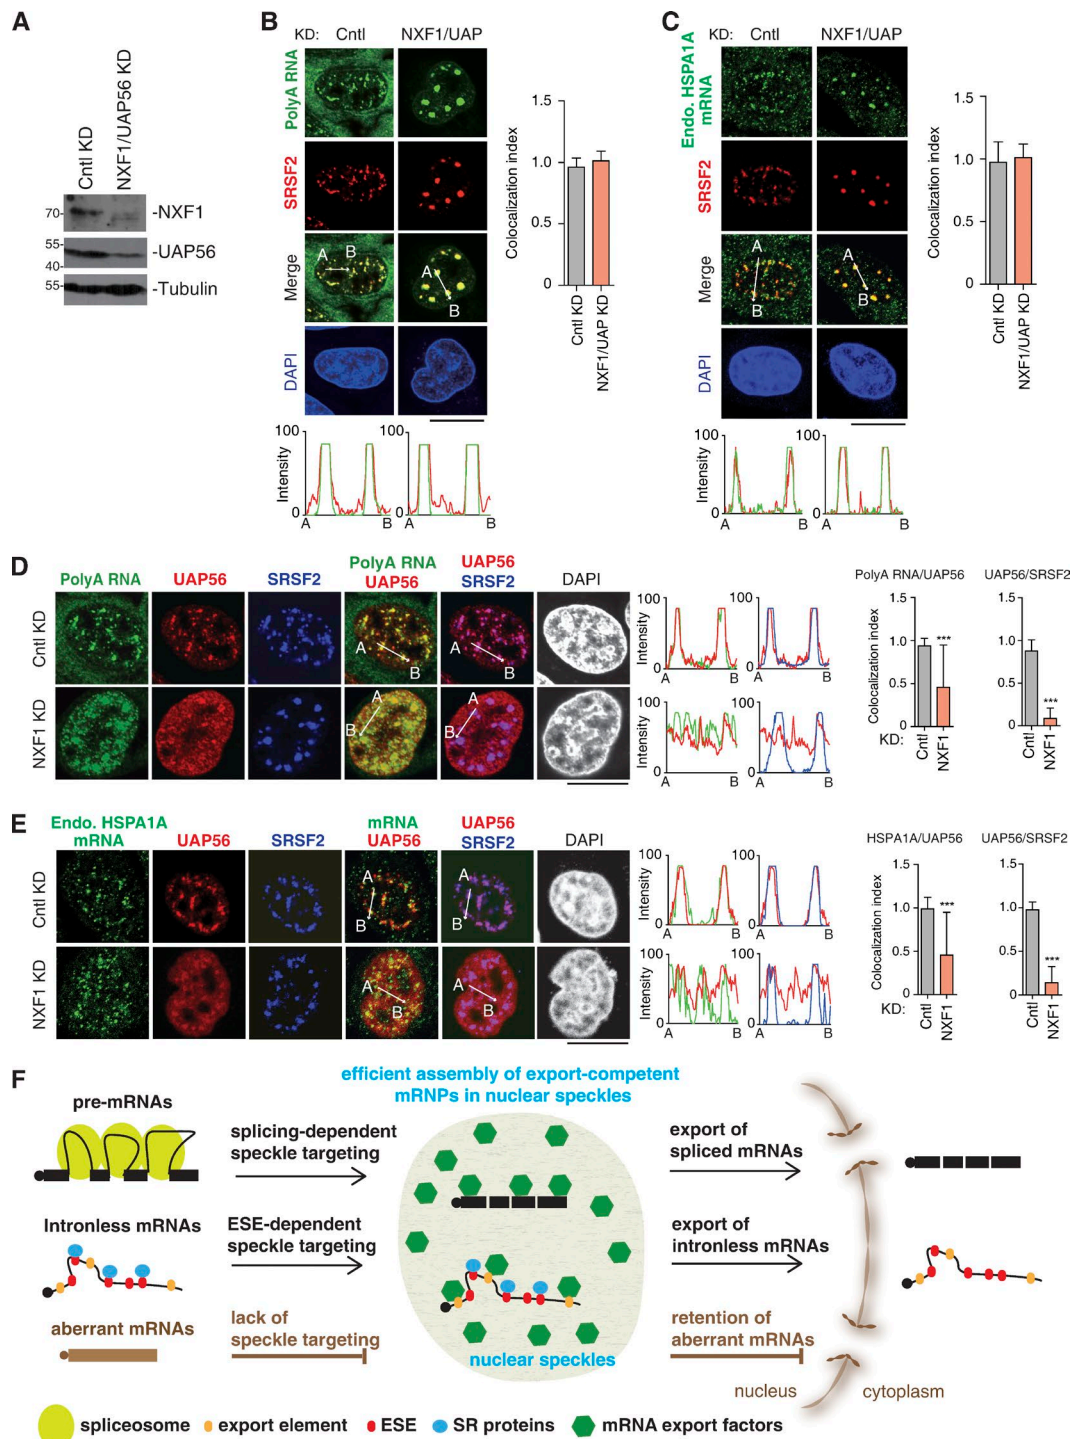 A
Cntl KD
NXF1/UAP56 KD
70-
-NXF1
55-
40-
-UAP56
55-
-Tubulin
B
KD: Cntl NXF1/UAP
PolyA RNA
SRSF2
Merge
A B
A
B
DAPI
Colocalization index
1.5
1.0
0.5
0
Cntl KD
NXF1/UAP KD
Intensity
100
0
A B
100
0
A B
C
KD: Cntl NXF1/UAP
Endo. HSPA1A
mRNA
SRSF2
Merge
A
B
A
B
DAPI
Colocalization index
1.5
1.0
0.5
0
Cntl KD
NXF1/UAP KD
Intensity
100
0
A B
100
0
A B
D
PolyA RNA
UAP56
SRSF2
PolyA RNA
UAP56
UAP56
SRSF2
DAPI
Cntl KD
A
B
A
B
NXF1 KD
A
B
A
B
100
Intensity
0
A B
100
0
A B
100
Intensity
0
A B
100
0
A B
PolyA RNA/UAP56
Colocalization index
1.5
1.0
0.5
0
***
KD:
Cntl
NXF1
UAP56/SRSF2
1.5
1.0
0.5
0
***
Cntl
NXF1
E
Endo. HSPA1A
mRNA
UAP56
SRSF2
mRNA
UAP56
UAP56
SRSF2
DAPI
Cntl KD
A
B
A
B
NXF1 KD
A
B
A
B
100
Intensity
0
A B
100
0
A B
100
Intensity
0
A B
100
0
A B
HSPA1A/UAP56
Colocalization index
1.5
1.0
0.5
0
***
KD:
Cntl
NXF1
UAP56/SRSF2
1.5
1.0
0.5
0
***
Cntl
NXF1
F
efficient assembly of export-competent
mRNPs in nuclear speckles
pre-mRNAs
splicing-dependent
speckle targeting
export of
spliced mRNAs
Intronless mRNAs
ESE-dependent
speckle targeting
export of
intronless mRNAs
aberrant mRNAs
lack of
speckle targeting
retention of
aberrant mRNAs
nuclear speckles
nucleus
cytoplasm
spliceosome
export element
ESE
SR proteins
mRNA export factors